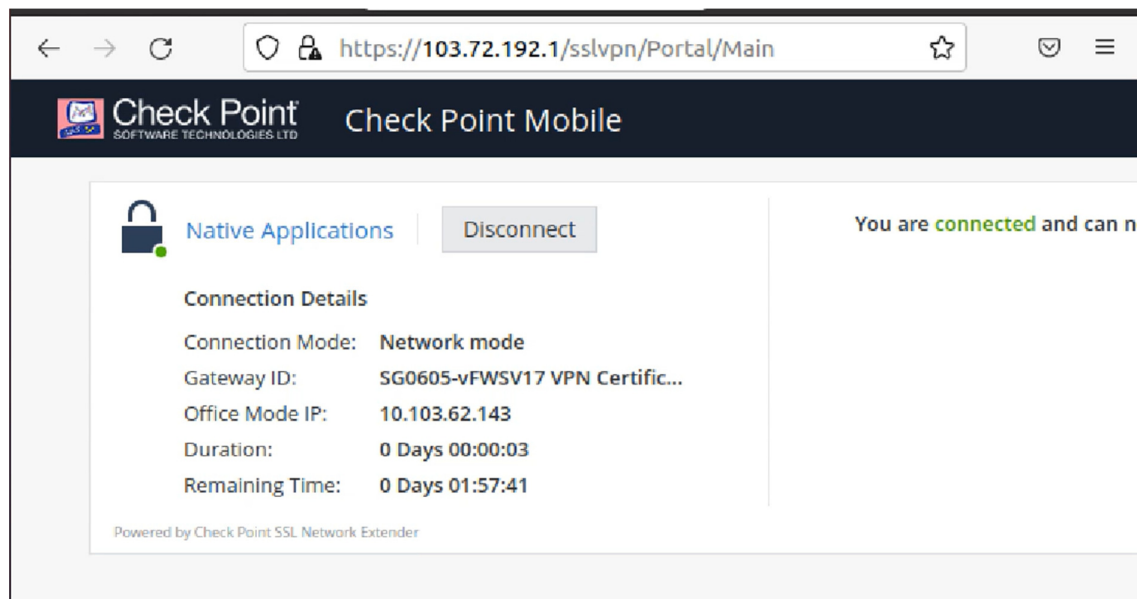 https://103.72.192.1/sslvpn/Portal/Main
Check Point
SOFTWARE TECHNOLOGIES LTD
Check Point Mobile
Native Applications
Disconnect
You are connected and can n
Connection Details
Connection Mode: Network mode
Gateway ID: SG0605-vFWSV17 VPN Certific...
Office Mode IP: 10.103.62.143
Duration: 0 Days 00:00:03
Remaining Time: 0 Days 01:57:41
Powered by Check Point SSL Network Extender